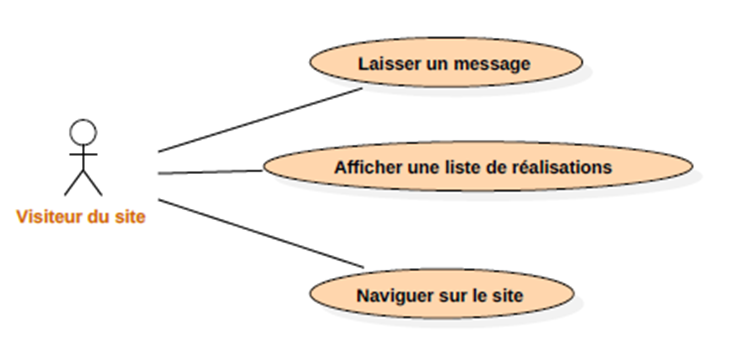 Laisser un message
Afficher une liste de réalisations
Visiteur du site
Naviguer sur le site